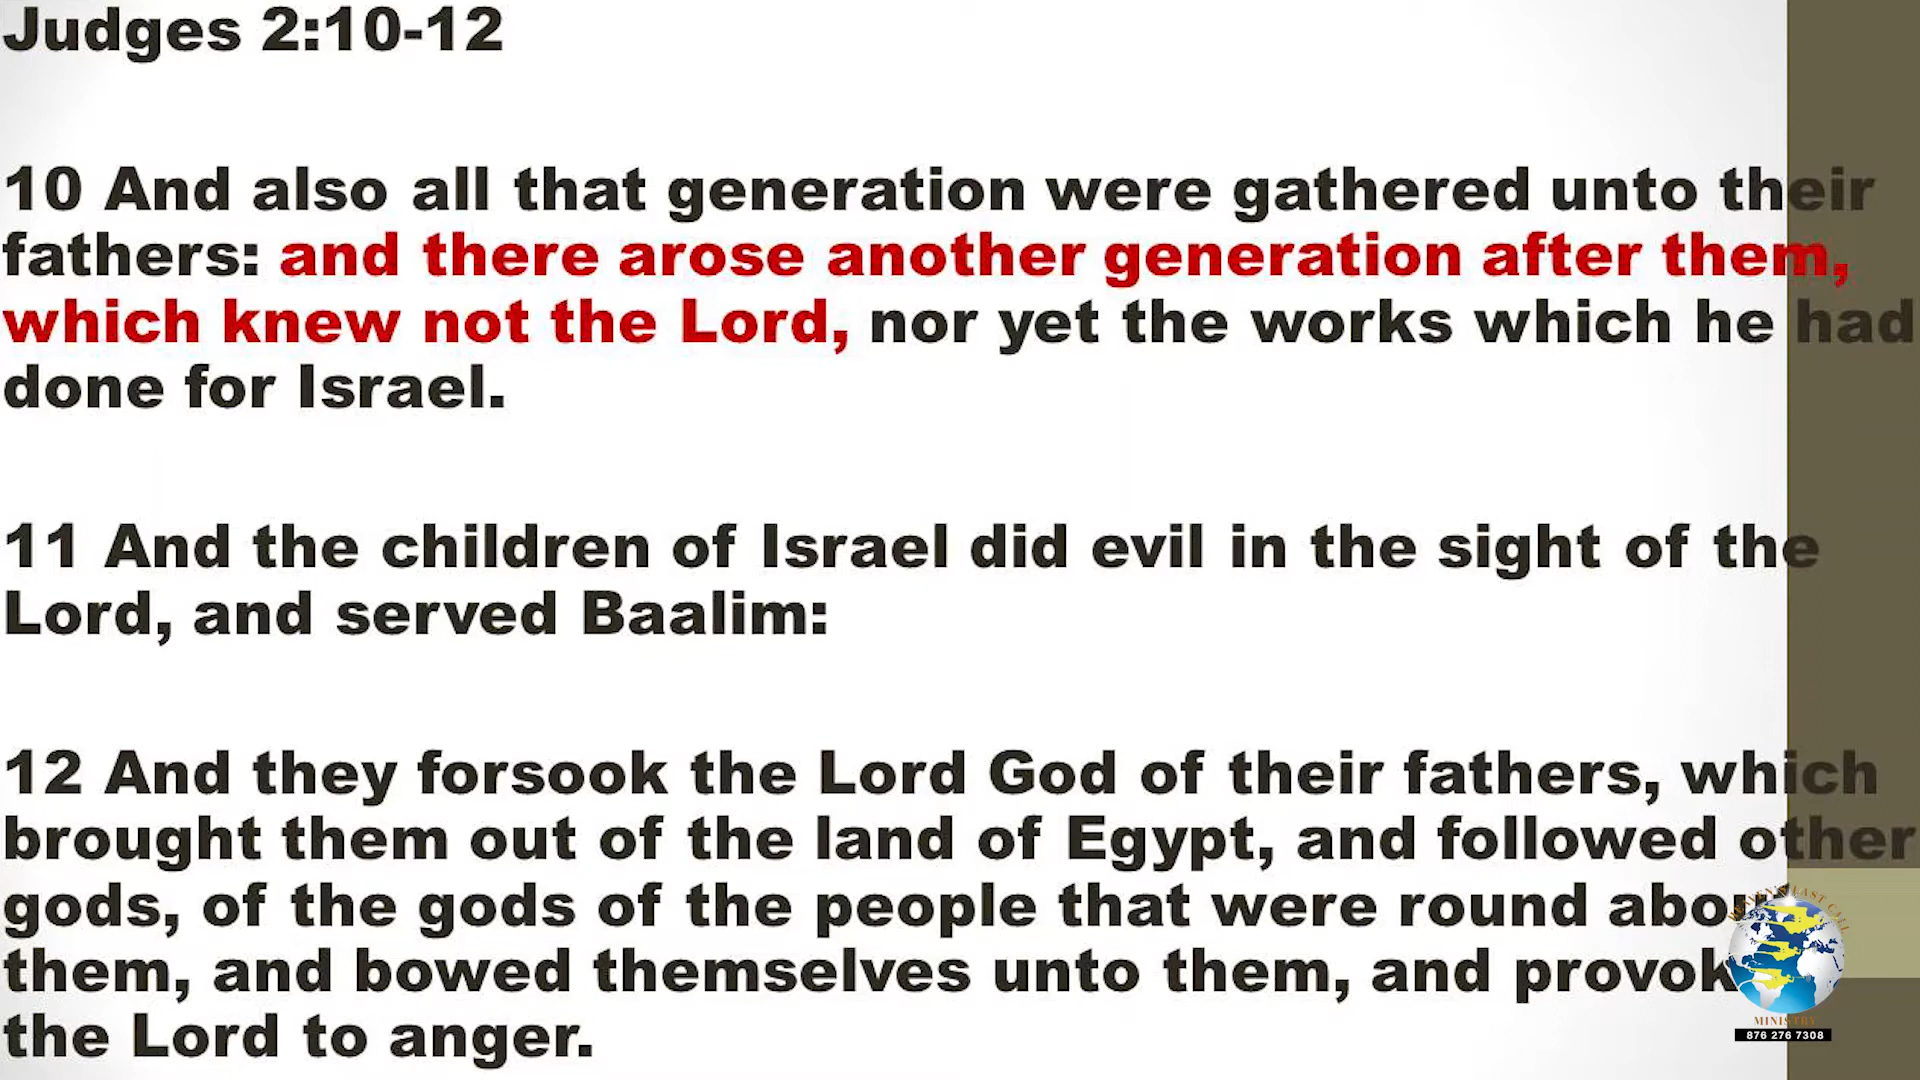 Judges 2:10-12
10 And also all that generation were gathered unto their
fathers: and there arose another generation after them,
which knew not the Lord, nor yet the works which he had
done for Israel.
11 And the children of Israel did evil in the sight of the
Lord, and served Baalim:
12 And they forsook the Lord God of their fathers, which
brought them out of the land of Egypt, and followed other
gods, of the gods of the people that were round
them, and bowed themselves unto them, and
the Lord to anger.
LAST CALL
MINISTRY
876 276 7308